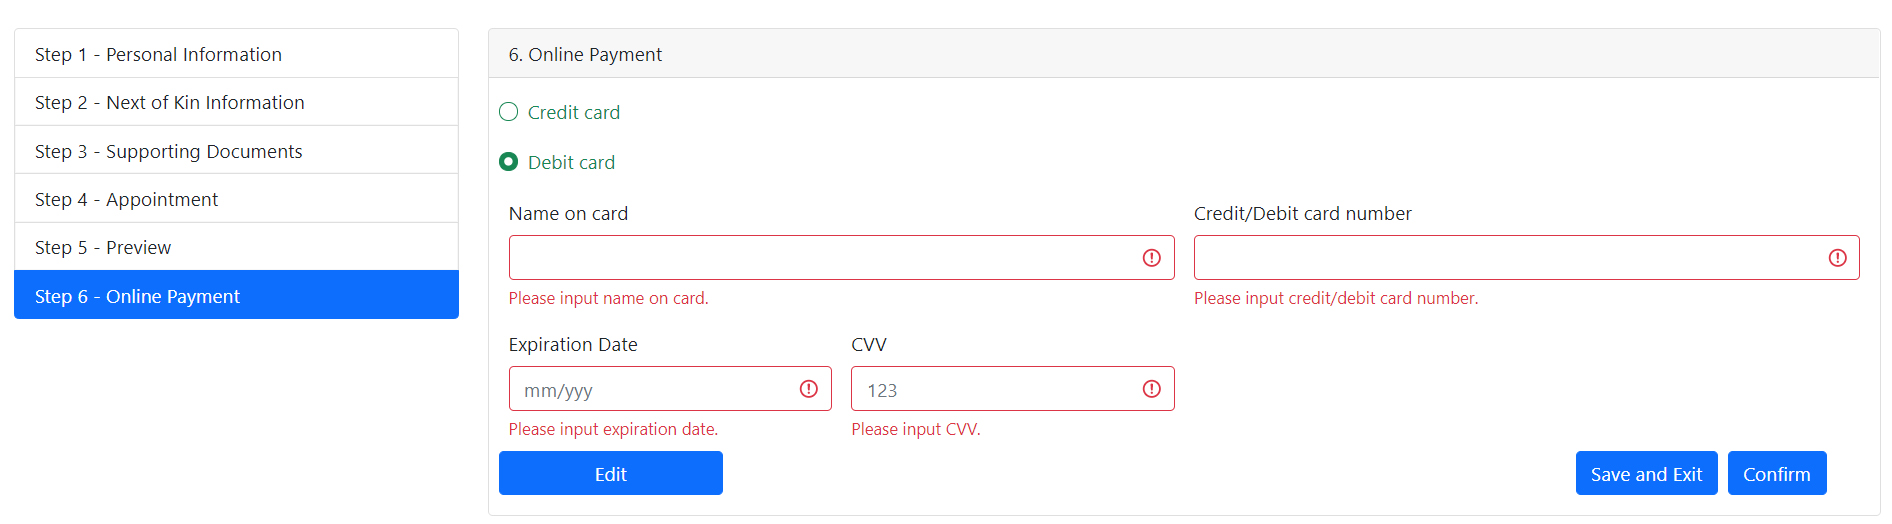 Step 1 - Personal Information
Step 2 - Next of Kin Information
Step 3 - Supporting Documents
Step 4 - Appointment
Step 5 - Preview
Step 6 - Online Payment
6. Online Payment
Credit card
Debit card
Name on card
Please input name on card.
Credit/Debit card number
Please input credit/debit card number.
Expiration Date
mm/yyy
Please input expiration date.
CVV
123
Please input CVV.
Edit
Save and Exit
Confirm